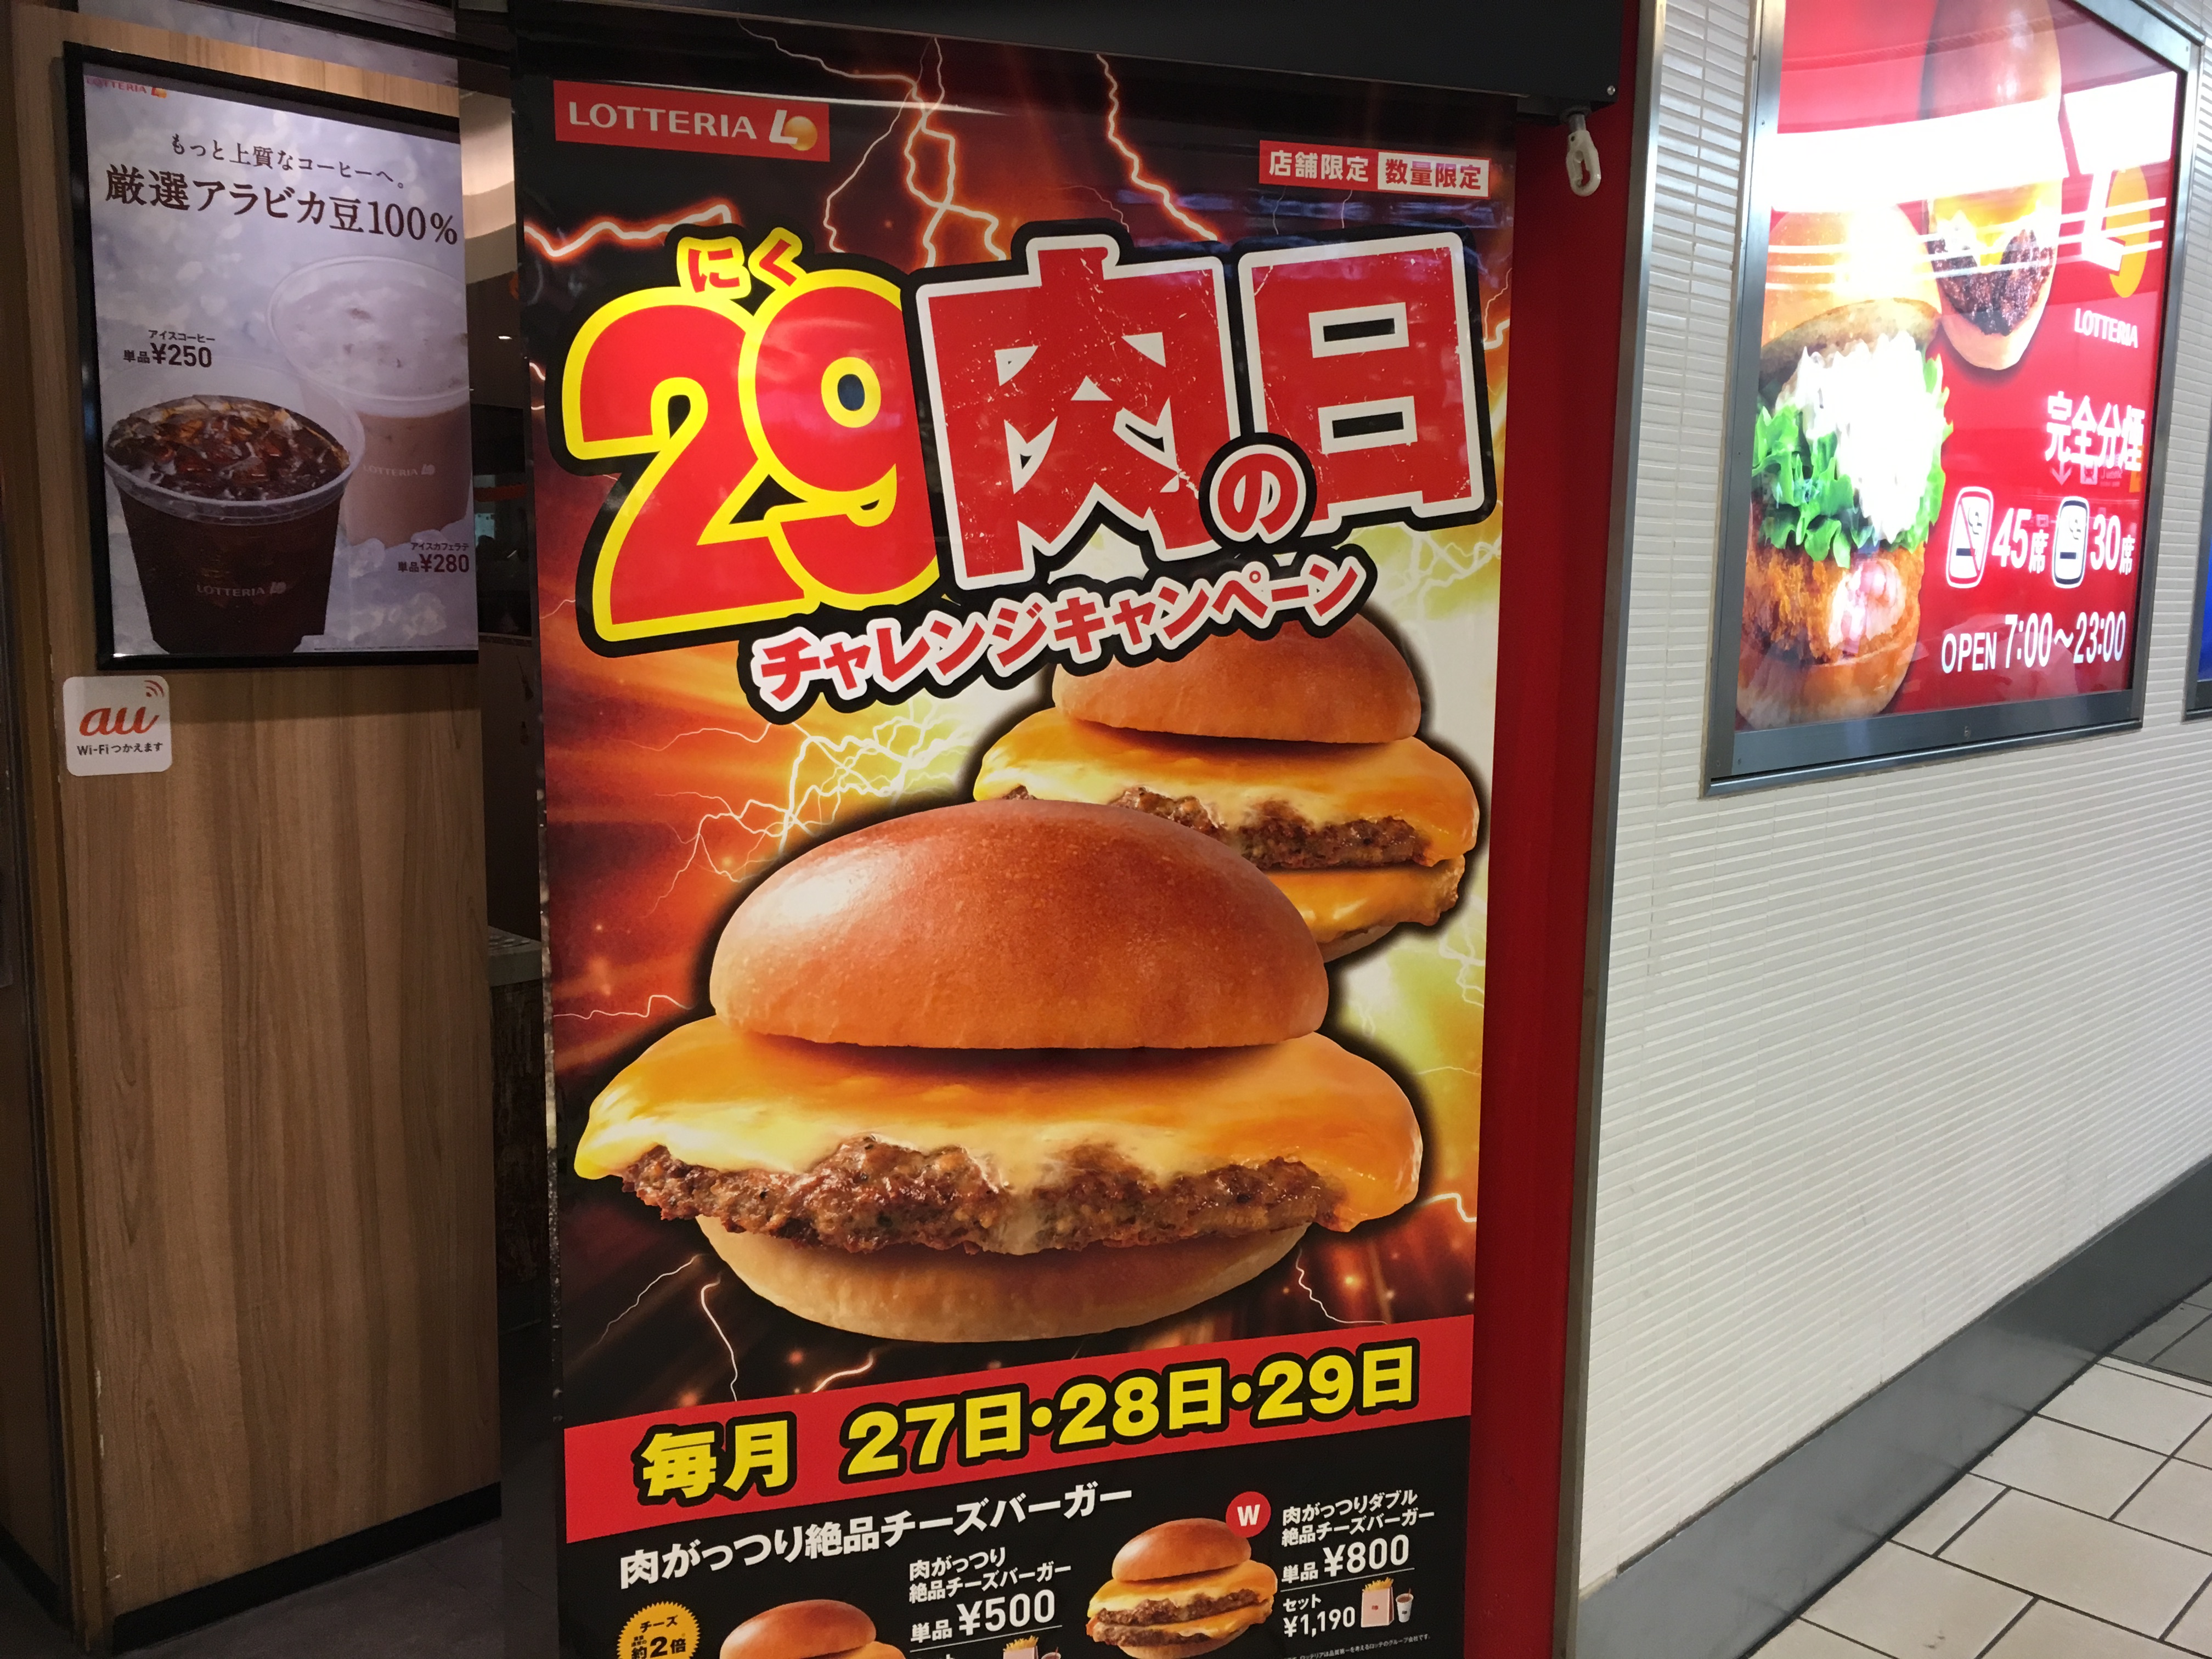 LOTTERIA
もっと上質なコーヒーへ。
厳選アラビカ豆100%
アイスコーヒー
単品¥250
LOTTERIA
アイスカフェラテ
単品¥280
LOTTERIA
au
Wi-Fiつかえます
LOTTERIA
店舗限定 数量限定
にく
29肉の日
チャレンジキャンペーン
毎月 27日・28日・29日
肉がっつり絶品チーズバーガー
チーズ
約2倍
肉がっつり
絶品チーズバーガー
単品 ¥500
W
肉がっつりダブル
絶品チーズバーガー
単品 ¥800
セット
¥1,190
LOTTERIA
完全分煙
45席 30席
OPEN 7:00~23:00